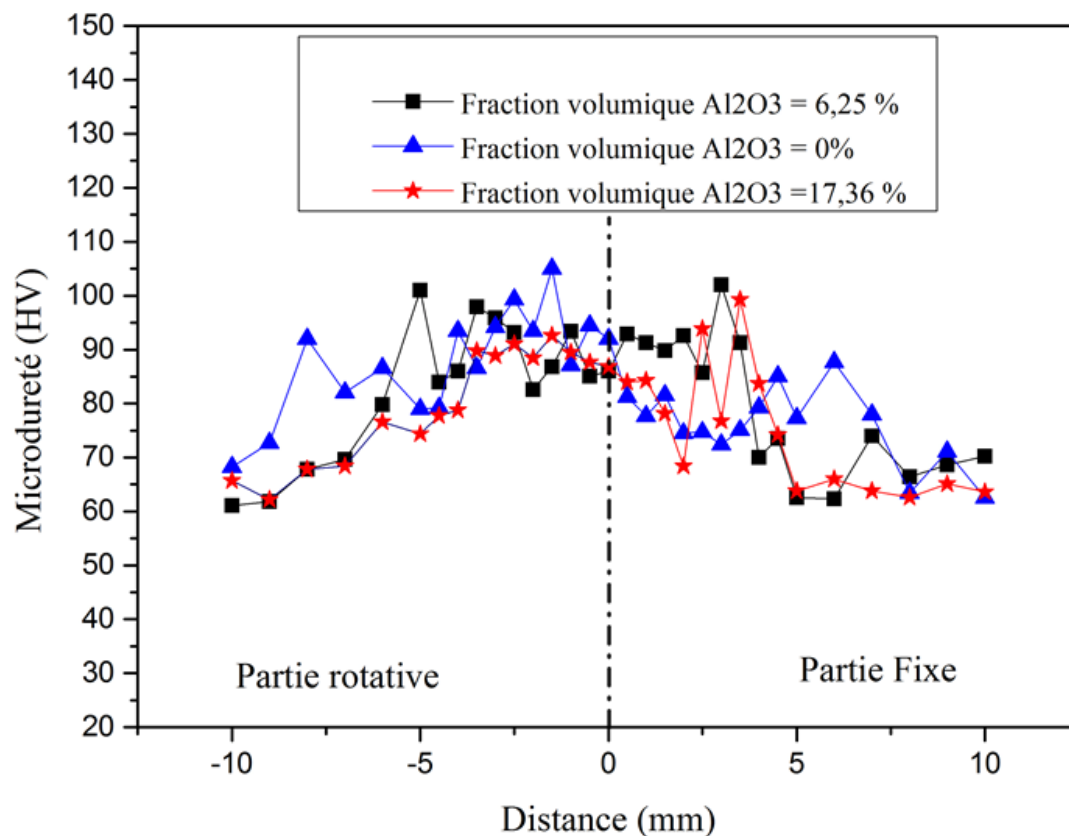 150
140
130
120
110
100
90
80
70
60
50
40
30
20
Microdureté (HV)
Fraction volumique Al2O3 = 6,25 %
Fraction volumique Al2O3 = 0%
Fraction volumique Al2O3 =17,36 %
Partie rotative
Partie Fixe
-10 -5 0 5 10
Distance (mm)